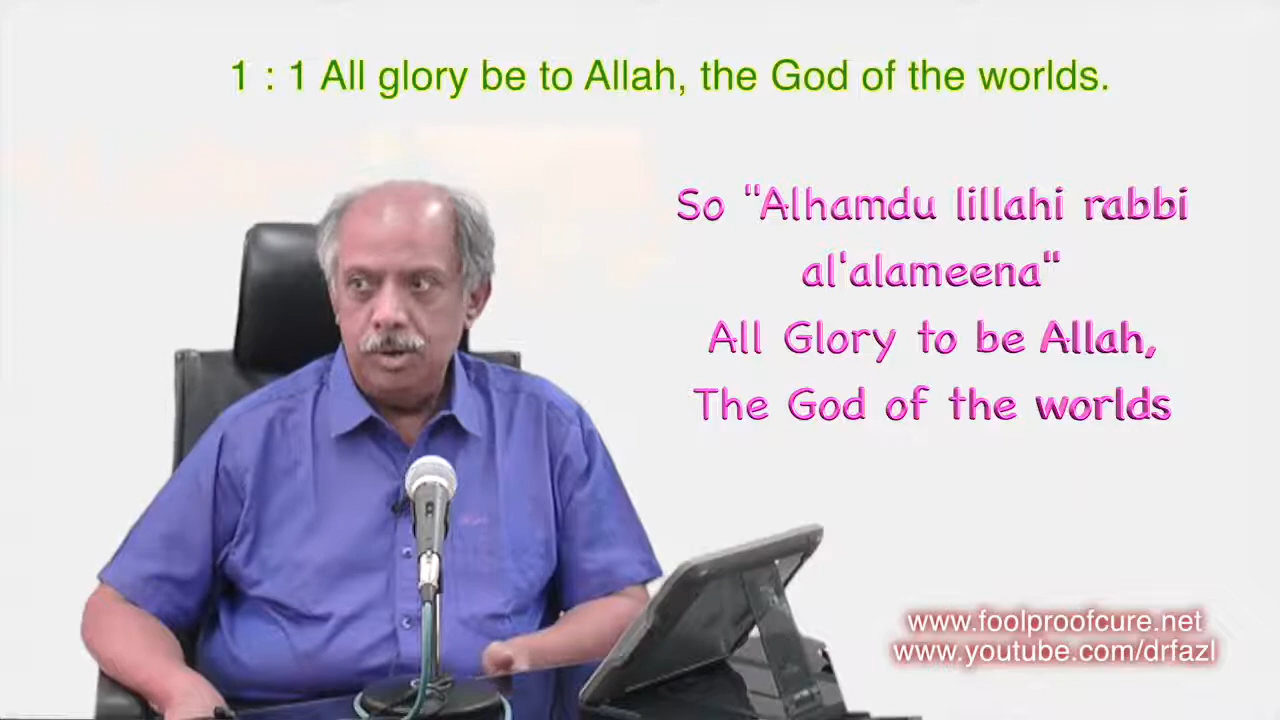 1 : 1 All glory be to Allah, the God of the worlds.
So "Alhamdu lillahi rabbi
al'alameena"
All Glory to be Allah,
The God of the worlds
www.foolproofcure.net
www.youtube.com/drfazl